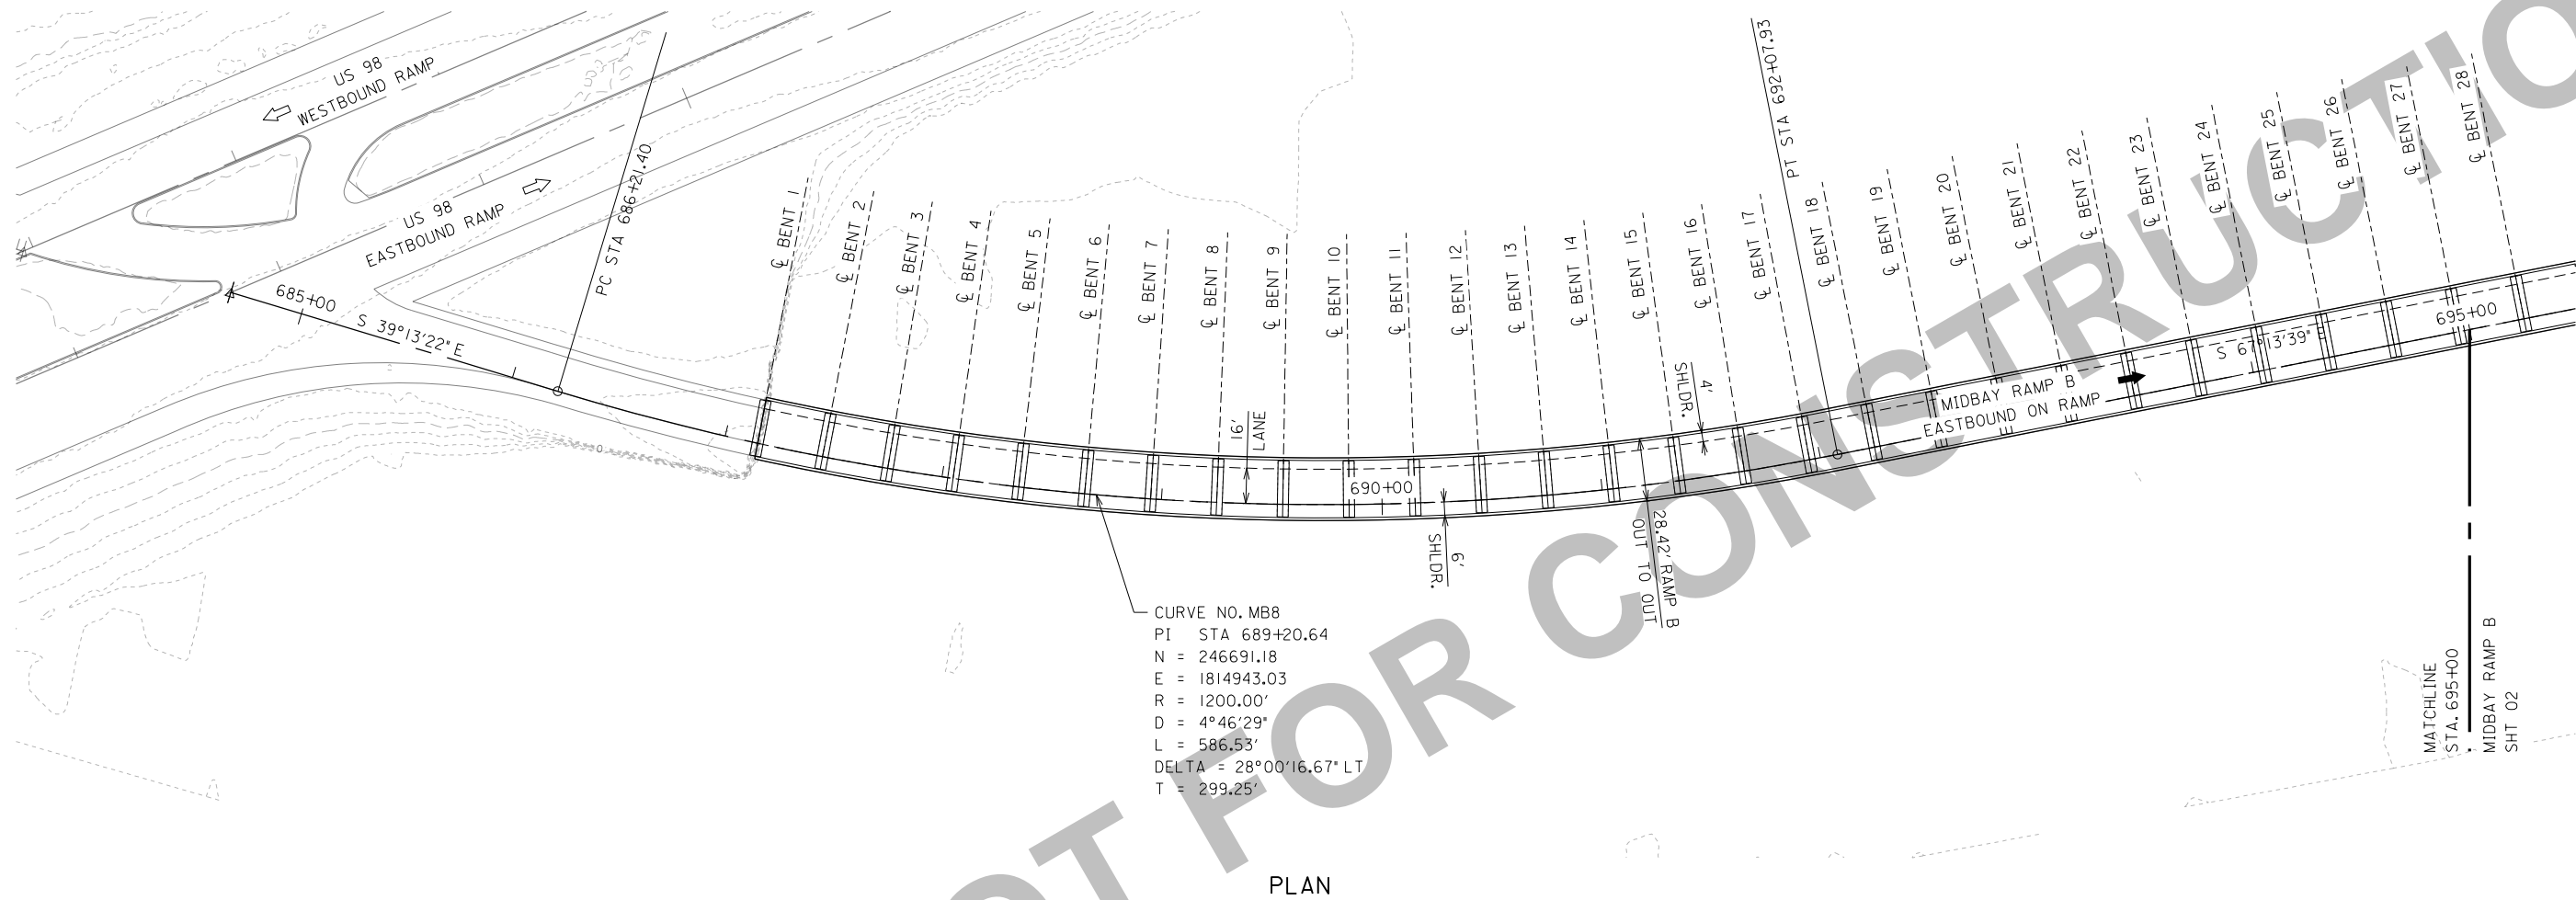 US 98
WESTBOUND RAMP
US 98
EASTBOUND RAMP
685+00
S 39°13'22" E
PC STA 686+21.40
℄ BENT 1
℄ BENT 2
℄ BENT 3
℄ BENT 4
℄ BENT 5
℄ BENT 6
℄ BENT 7
℄ BENT 8
℄ BENT 9
℄ BENT 10
℄ BENT 11
℄ BENT 12
℄ BENT 13
℄ BENT 14
℄ BENT 15
℄ BENT 16
℄ BENT 17
PT STA 692+07.93
℄ BENT 18
℄ BENT 19
℄ BENT 20
℄ BENT 21
℄ BENT 22
℄ BENT 23
℄ BENT 24
℄ BENT 25
℄ BENT 26
℄ BENT 27
℄ BENT 28
16'
LANE
690+00
6'
SHLDR.
4'
SHLDR.
28.42' RAMP B
OUT TO OUT
MIDBAY RAMP B
EASTBOUND ON RAMP
S 67°13'39" E
695+00
CURVE NO. MB8
PI STA 689+20.64
N = 246691.18
E = 1814943.03
R = 1200.00'
D = 4°46'29"
L = 586.53'
DELTA = 28°00'16.67" LT
T = 299.25'
MATCHLINE
STA. 695+00
MIDBAY RAMP B
SHT 02
OT FOR CONSTRUCTIO
PLAN